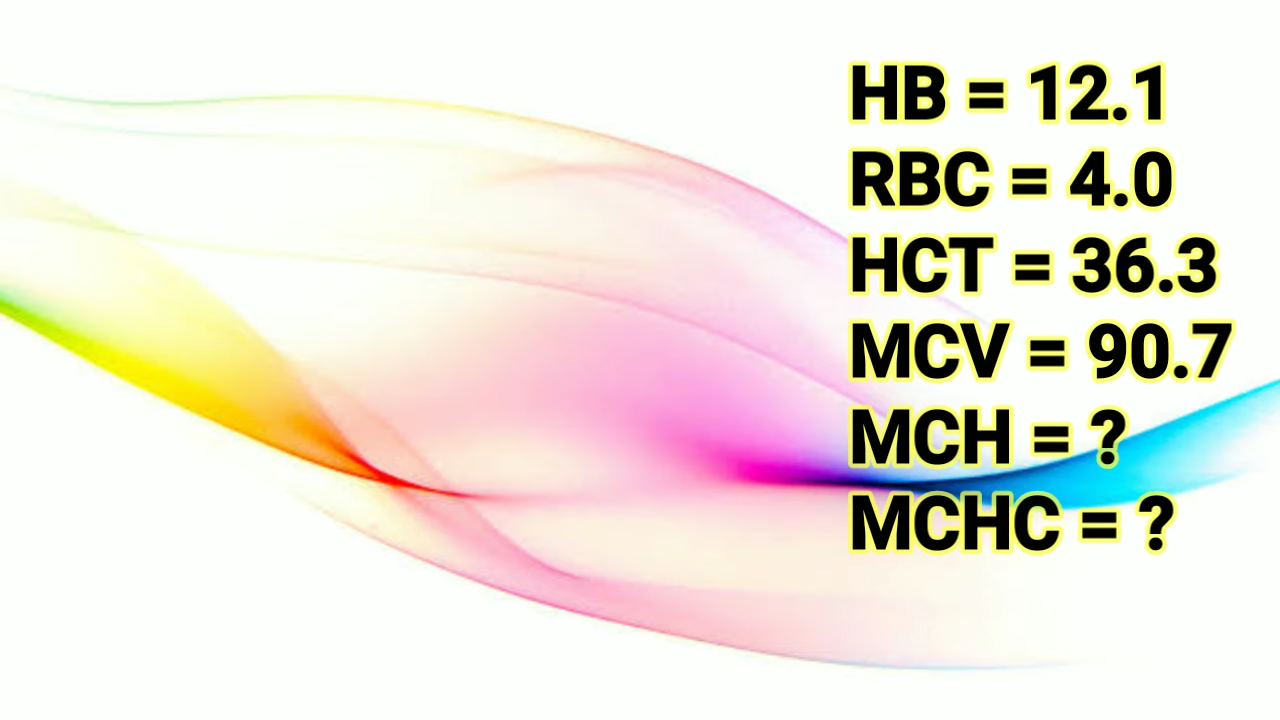 HB = 12.1
RBC = 4.0
HCT = 36.3
MCV = 90.7
MCH = ?
MCHC = ?